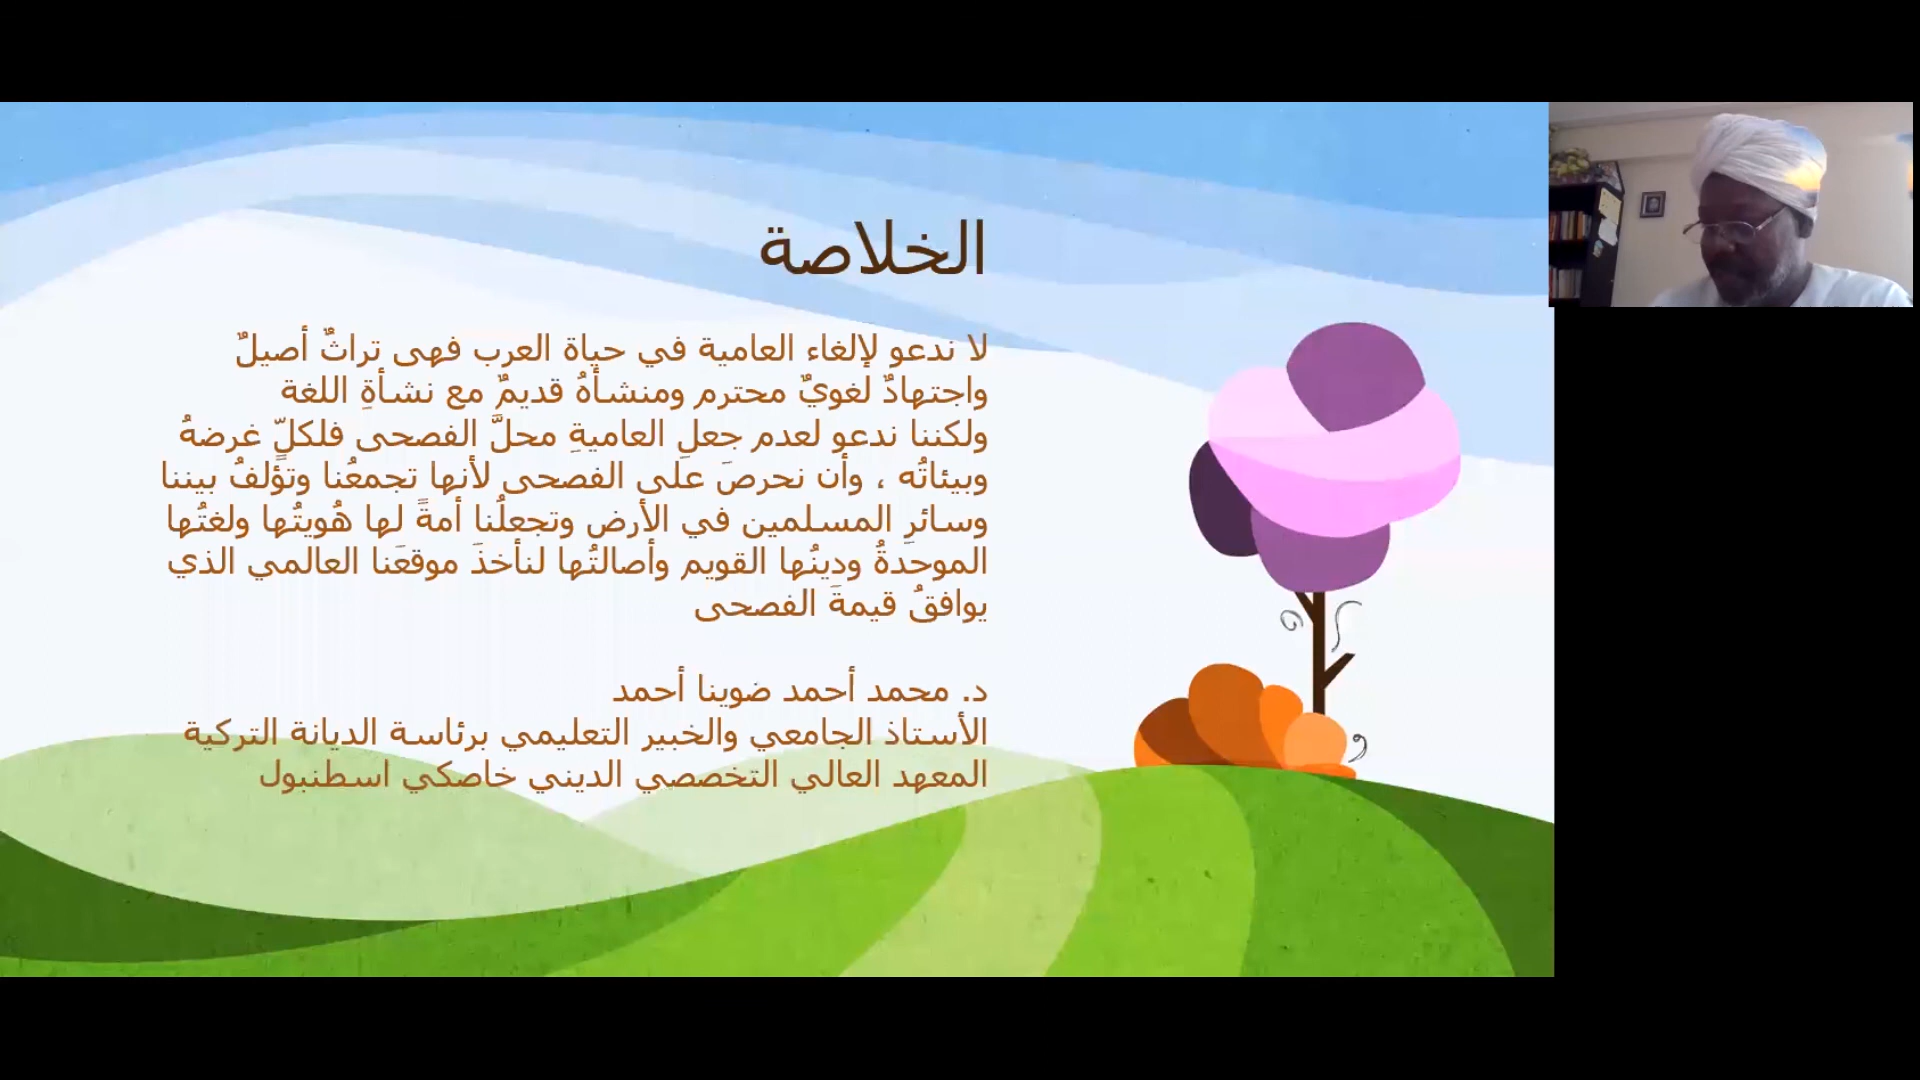 الخلاصة
لا ندعو لإلغاء العامية في حياة العرب فهى تراثٌ أصيلٌ
واجتهادٌ لغويٌ محترم ومنشأهُ قديمٌ مع نشأةِ اللغة
ولكننا ندعو لعدم جعلِ العاميةِ محلَّ الفصحى فلكلٍّ غرضهُ
وبيئاتُه ، وأن نحرصَ على الفصحى لأنها تجمعُنا وتؤلفُ بيننا
وسائرِ المسلمين في الأرض وتجعلُنا أمةً لها هُويتُها ولغتُها
الموحدةُ ودينُها القويم وأصالتُها لنأخذَ موقعَنا العالمي الذي
يوافقُ قيمةَ الفصحى
د. محمد أحمد ضوينا أحمد
الأستاذ الجامعي والخبير التعليمي برئاسة الديانة التركية
المعهد العالي التخصصي الديني خاصكي اسطنبول